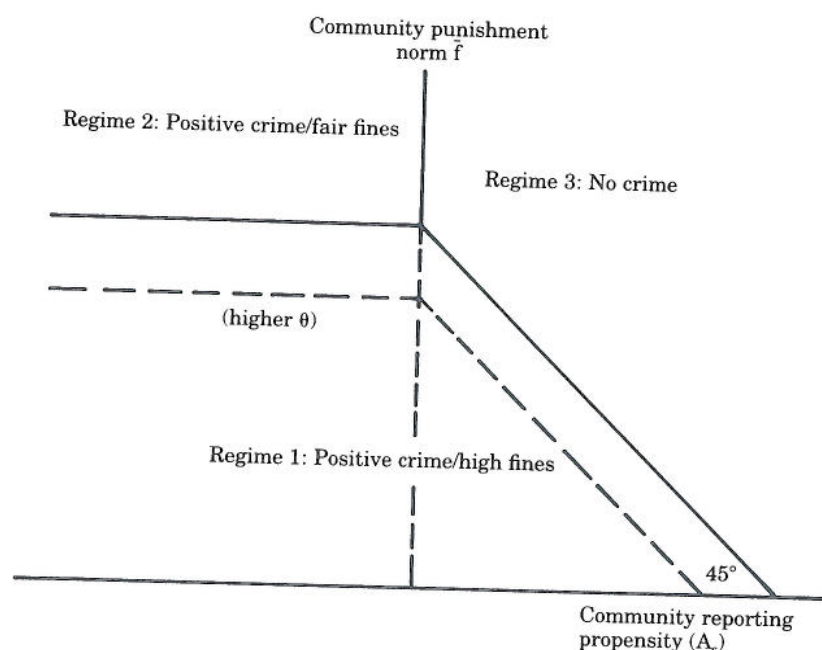 Community punishment
norm f̄
Regime 2: Positive crime/fair fines
Regime 3: No crime
(higher θ)
Regime 1: Positive crime/high fines
45°
Community reporting
propensity (Aᵣ)